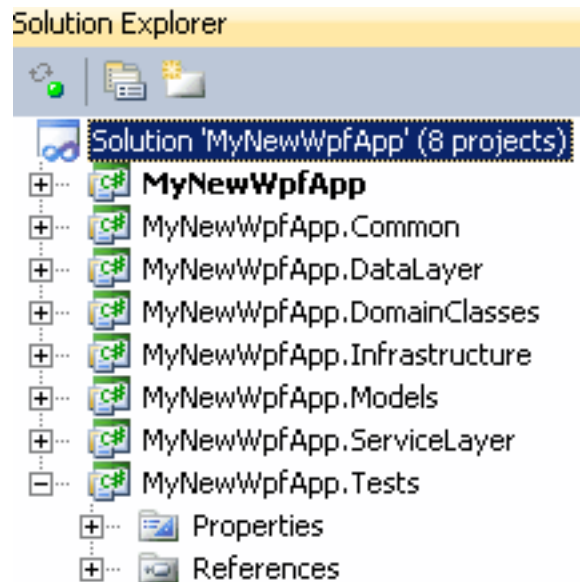 Solution Explorer
Solution 'MyNewWpfApp' (8 projects)
MyNewWpfApp
MyNewWpfApp.Common
MyNewWpfApp.DataLayer
MyNewWpfApp.DomainClasses
MyNewWpfApp.Infrastructure
MyNewWpfApp.Models
MyNewWpfApp.ServiceLayer
MyNewWpfApp.Tests
Properties
References